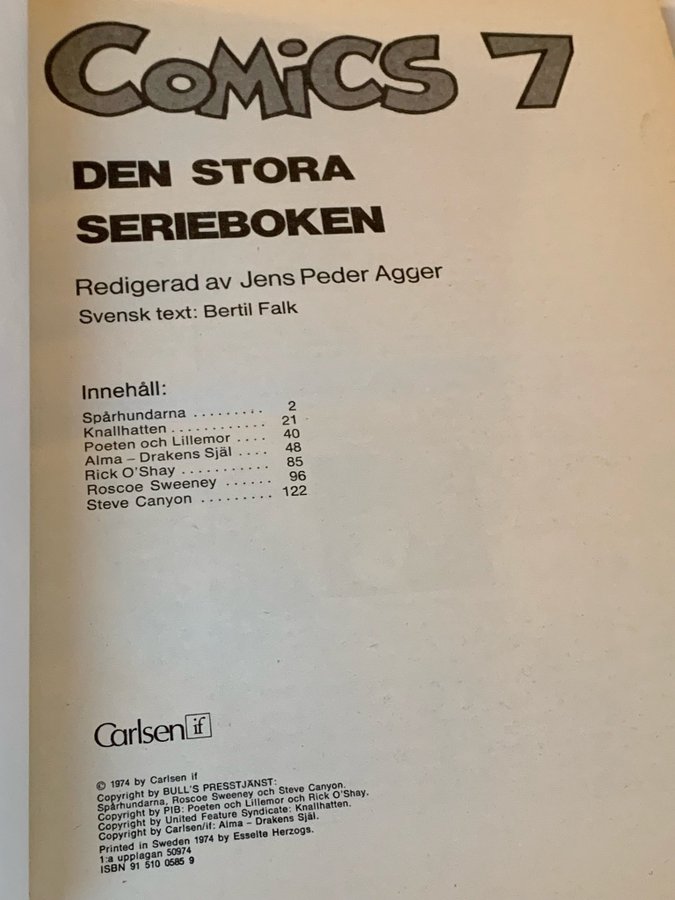 COMiCS 7
DEN STORA
SERIEBOKEN
Redigerad av Jens Peder Agger
Svensk text: Bertil Falk
Innehåll:
Spårhundarna ......... 2
Knallhatten ............ 21
Poeten och Lillemor .... 40
Alma – Drakens Själ .... 48
Rick O'Shay ........... 85
Roscoe Sweeney ...... 96
Steve Canyon ......... 122
Carlsen if
© 1974 by Carlsen if
Copyright by BULL'S PRESSTJÄNST:
Spårhundarna, Roscoe Sweeney och Steve Canyon.
Copyright by PIB: Poeten och Lillemor och Rick O'Shay.
Copyright by United Feature Syndicate: Knallhatten.
Copyright by Carlsen/if: Alma – Drakens Själ.
Printed in Sweden 1974 by Esselte Herzogs.
1:a upplagan 50974
ISBN 91 510 0585 9